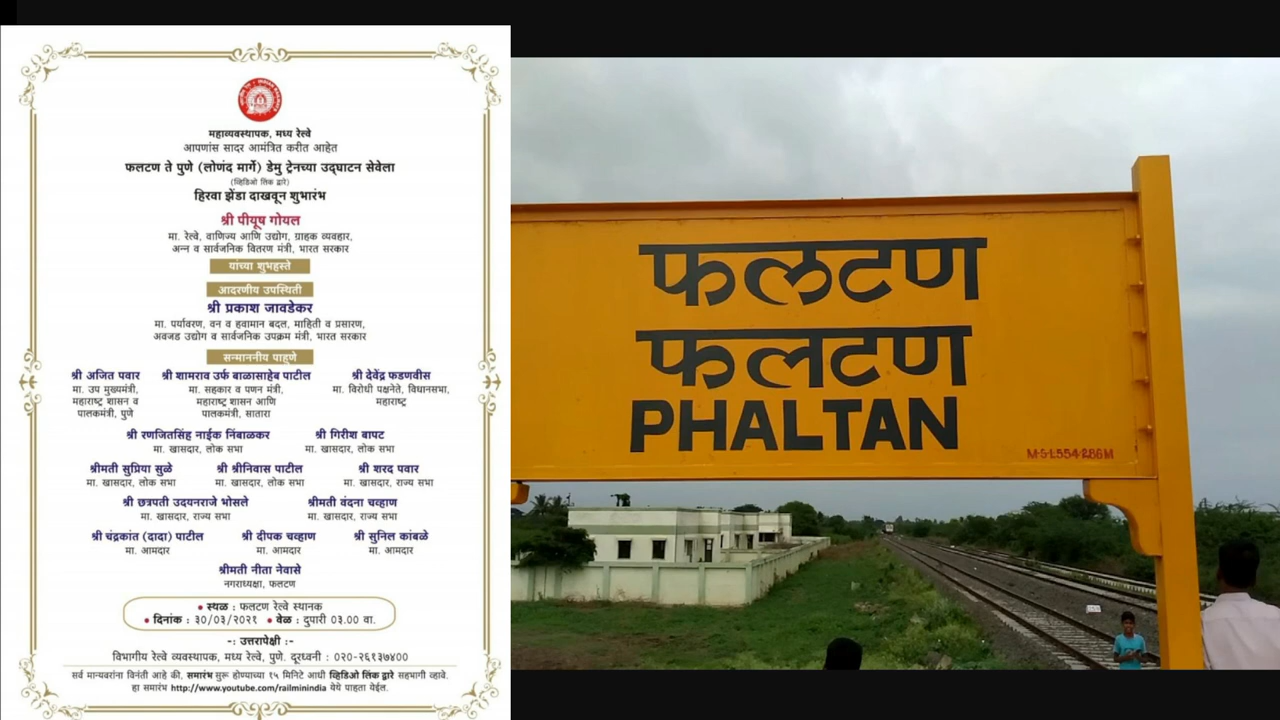 महाव्यवस्थापक, मध्य रेल्वे
आपणांस सादर आमंत्रित करीत आहेत
फलटण ते पुणे (लोणंद मार्गे) डेमु ट्रेनच्या उद्घाटन सेवेला
(व्हिडिओ लिंक द्वारे)
हिरवा झेंडा दाखवून शुभारंभ
श्री पीयूष गोयल
मा. रेल्वे, वाणिज्य आणि उद्योग, ग्राहक व्यवहार,
अन्न व सार्वजनिक वितरण मंत्री, भारत सरकार
यांच्या शुभहस्ते
आदरणीय उपस्थिती
श्री प्रकाश जावडेकर
मा. पर्यावरण, वन व हवामान बदल, माहिती व प्रसारण,
अवजड उद्योग व सार्वजनिक उपक्रम मंत्री, भारत सरकार
सन्माननीय पाहूणे
श्री अजित पवार श्री शामराव उर्फ बाळासाहेब पाटील श्री देवेंद्र फडणवीस
मा. उप मुख्यमंत्री, मा. सहकार व पणन मंत्री, मा. विरोधी पक्षनेते, विधानसभा,
महाराष्ट्र शासन व महाराष्ट्र शासन आणि महाराष्ट्र
पालकमंत्री, पुणे पालकमंत्री, सातारा
श्री रणजितसिंह नाईक निंबाळकर श्री गिरीश बापट
मा. खासदार, लोक सभा मा. खासदार, लोक सभा
श्रीमती सुप्रिया सुळे श्री श्रीनिवास पाटील श्री शरद पवार
मा. खासदार, लोक सभा मा. खासदार, लोक सभा मा. खासदार, राज्य सभा
श्री छत्रपती उदयनराजे भोसले श्रीमती वंदना चव्हाण
मा. खासदार, राज्य सभा मा. खासदार, राज्य सभा
श्री चंद्रकांत (दादा) पाटील श्री दीपक चव्हाण श्री सुनिल कांबळे
मा. आमदार मा. आमदार मा. आमदार
श्रीमती नीता नेवासे
नगराध्यक्षा, फलटण
• स्थळ : फलटण रेल्वे स्थानक
• दिनांक : ३०/०३/२०२१ • वेळ : दुपारी ०३.०० वा.
-: उत्तरापेक्षी :-
विभागीय रेल्वे व्यवस्थापक, मध्य रेल्वे, पुणे. दूरध्वनी : ०२०-२६१३७४००
सर्व मान्यवरांना विनंती आहे की, समारंभ सुरू होण्याच्या १५ मिनिटे आधी व्हिडिओ लिंक द्वारे सहभागी व्हावे.
हा समारंभ http://www.youtube.com/railminindia येथे पाहता येईल.
फलटण
फलटण
PHALTAN
M·S·L554·286M